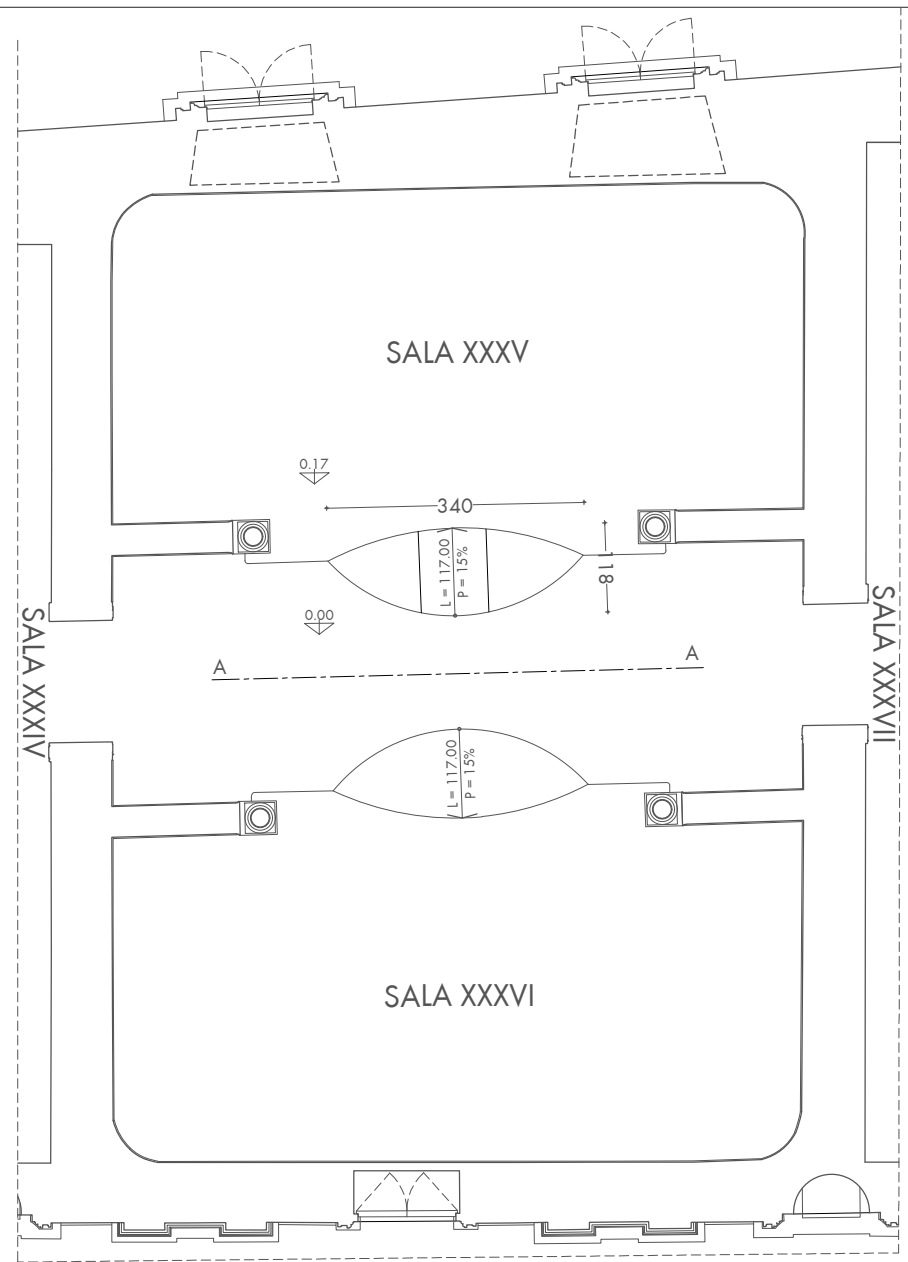 SALA XXXV
0.17
340
118
L = 117.00
P = 15%
0.00
SALA XXXIV
SALA XXXVII
A
A
L = 117.00
P = 15%
SALA XXXVI